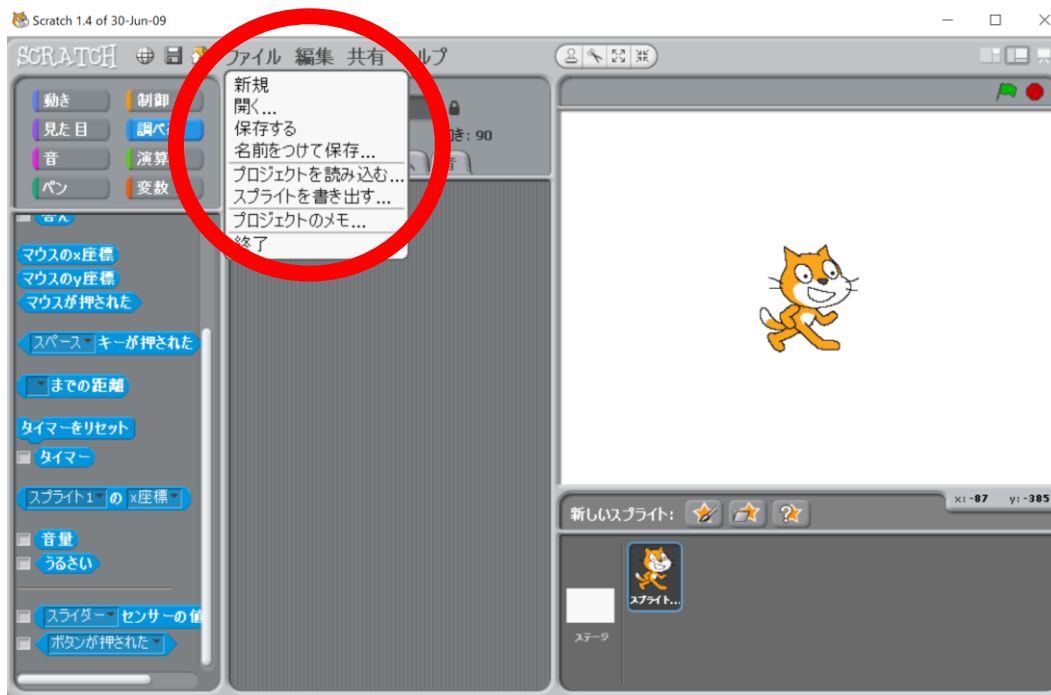 Scratch 1.4 of 30-Jun-09
SCRATCH
ファイル 編集 共有 ヘルプ
新規
開く...
保存する
名前をつけて保存...
プロジェクトを読み込む...
スプライトを書き出す...
プロジェクトのメモ...
終了
動き 制御
見た目 調べる
音 演算
ペン 変数
向き: 90
音
マウスのx座標
マウスのy座標
マウスが押された
スペース キーが押された
までの距離
タイマーをリセット
タイマー
スプライト1 の x座標
音量
うるさい
スライダー センサーの値
ボタンが押された
x: -87 y: -385
新しいスプライト:
スプライト...
ステージ